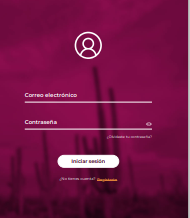 Correo electrónico
Contraseña
¿Olvidaste tu contraseña?
Iniciar sesión
¿No tienes cuenta? Regístrate